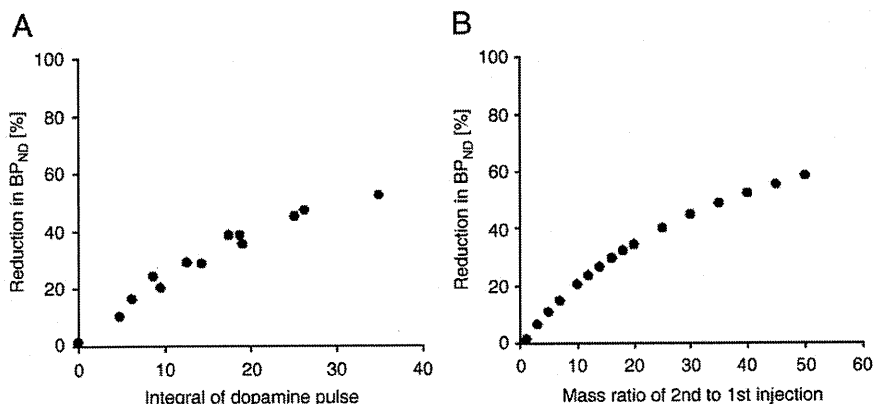 A
Reduction in BP_ND [%]
100
80
60
40
20
0
0 10 20 30 40
Integral of dopamine pulse
B
Reduction in BP_ND [%]
100
80
60
40
20
0
0 10 20 30 40 50 60
Mass ratio of 2nd to 1st injection